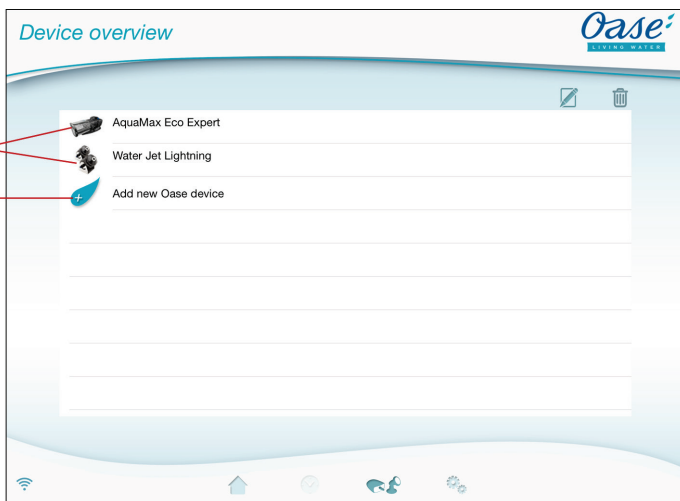 Device overview
Oase
LIVING WATER
AquaMax Eco Expert
Water Jet Lightning
Add new Oase device